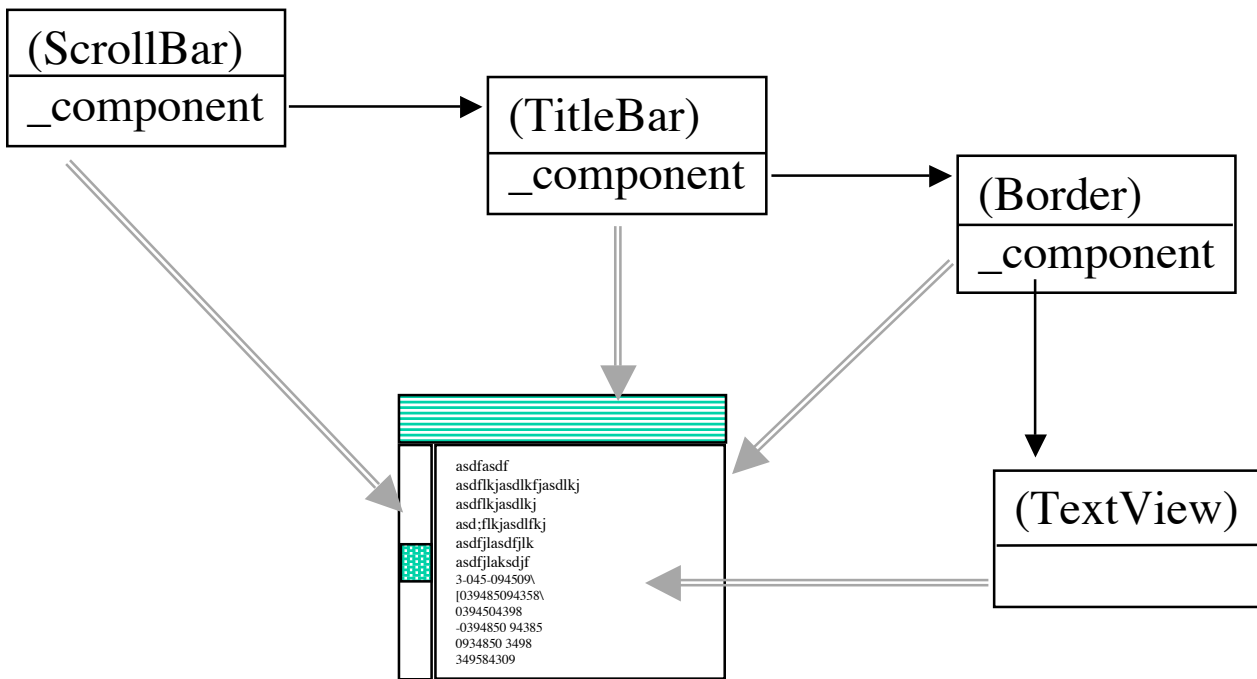 (ScrollBar)
_component
(TitleBar)
_component
(Border)
_component
(TextView)
asdfasdf
asdflkjasdlkfjasdlkj
asdflkjasdlkj
asd;flkjasdlfkj
asdfjlasdfjlk
asdfjlaksdjf
3-045-094509\
[039485094358\
0394504398
-0394850 94385
0934850 3498
349584309